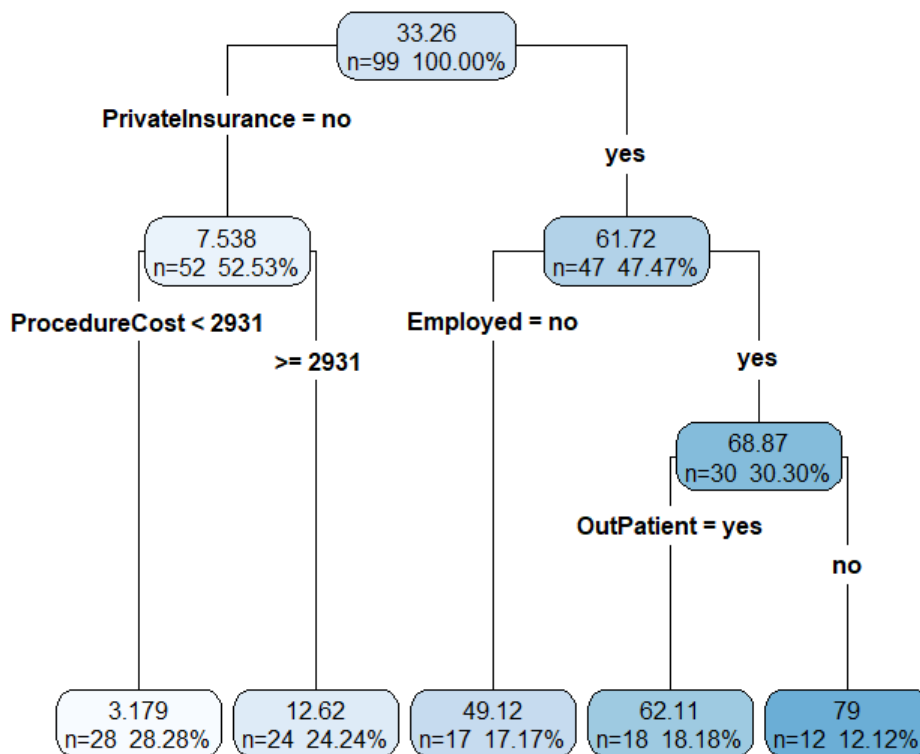 33.26
n=99 100.00%
PrivateInsurance = no
yes
7.538
n=52 52.53%
61.72
n=47 47.47%
ProcedureCost < 2931
>= 2931
Employed = no
yes
68.87
n=30 30.30%
OutPatient = yes
no
3.179
n=28 28.28%
12.62
n=24 24.24%
49.12
n=17 17.17%
62.11
n=18 18.18%
79
n=12 12.12%